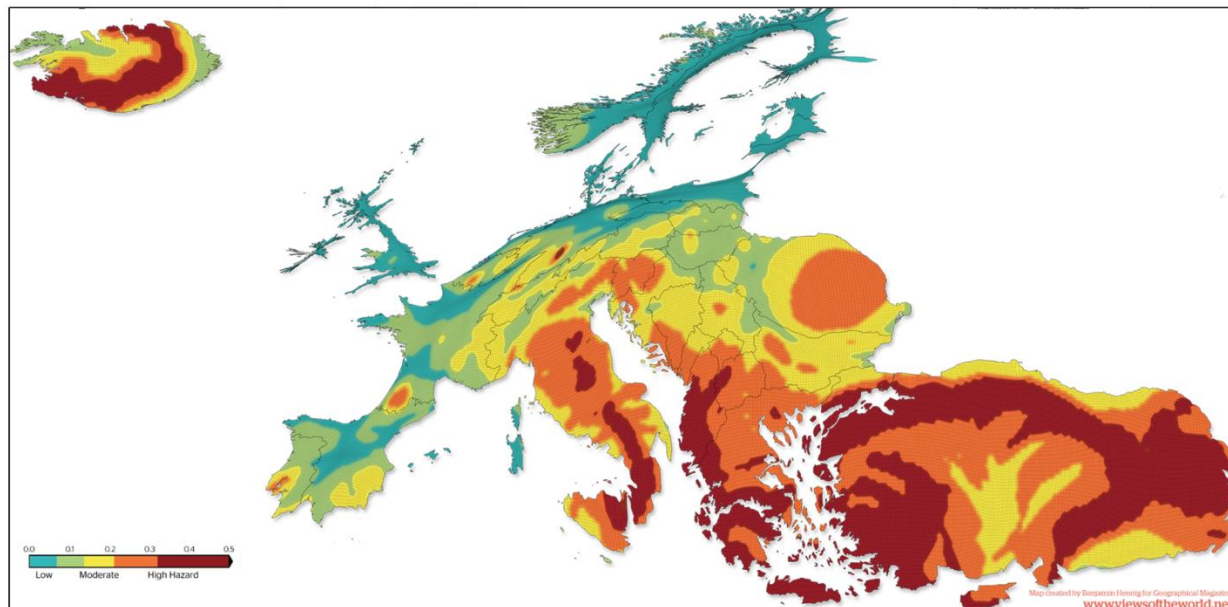 0.0 0.1 0.2 0.3 0.4 0.5
Low Moderate High Hazard
Map created by Benjamin Hennig for Geographical Magazin
www.viewsoftheworld.ne